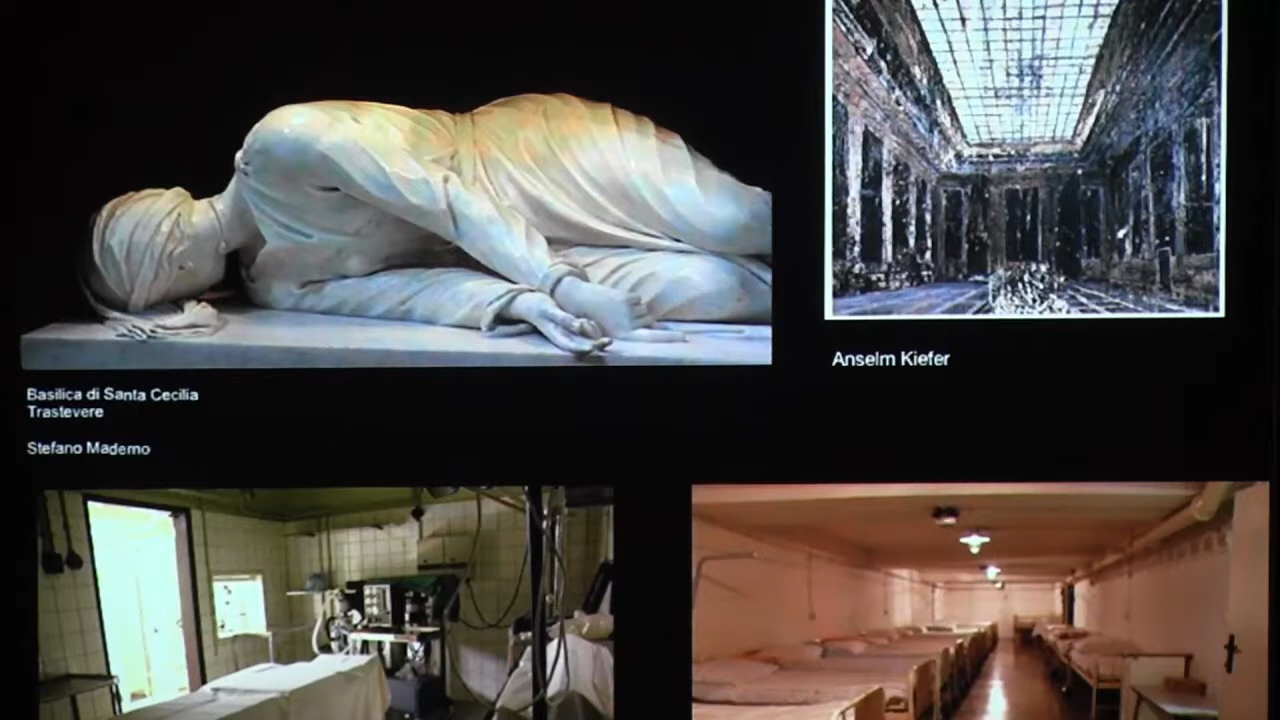 Basilica di Santa Cecilia
Trastevere
Stefano Maderno
Anselm Kiefer